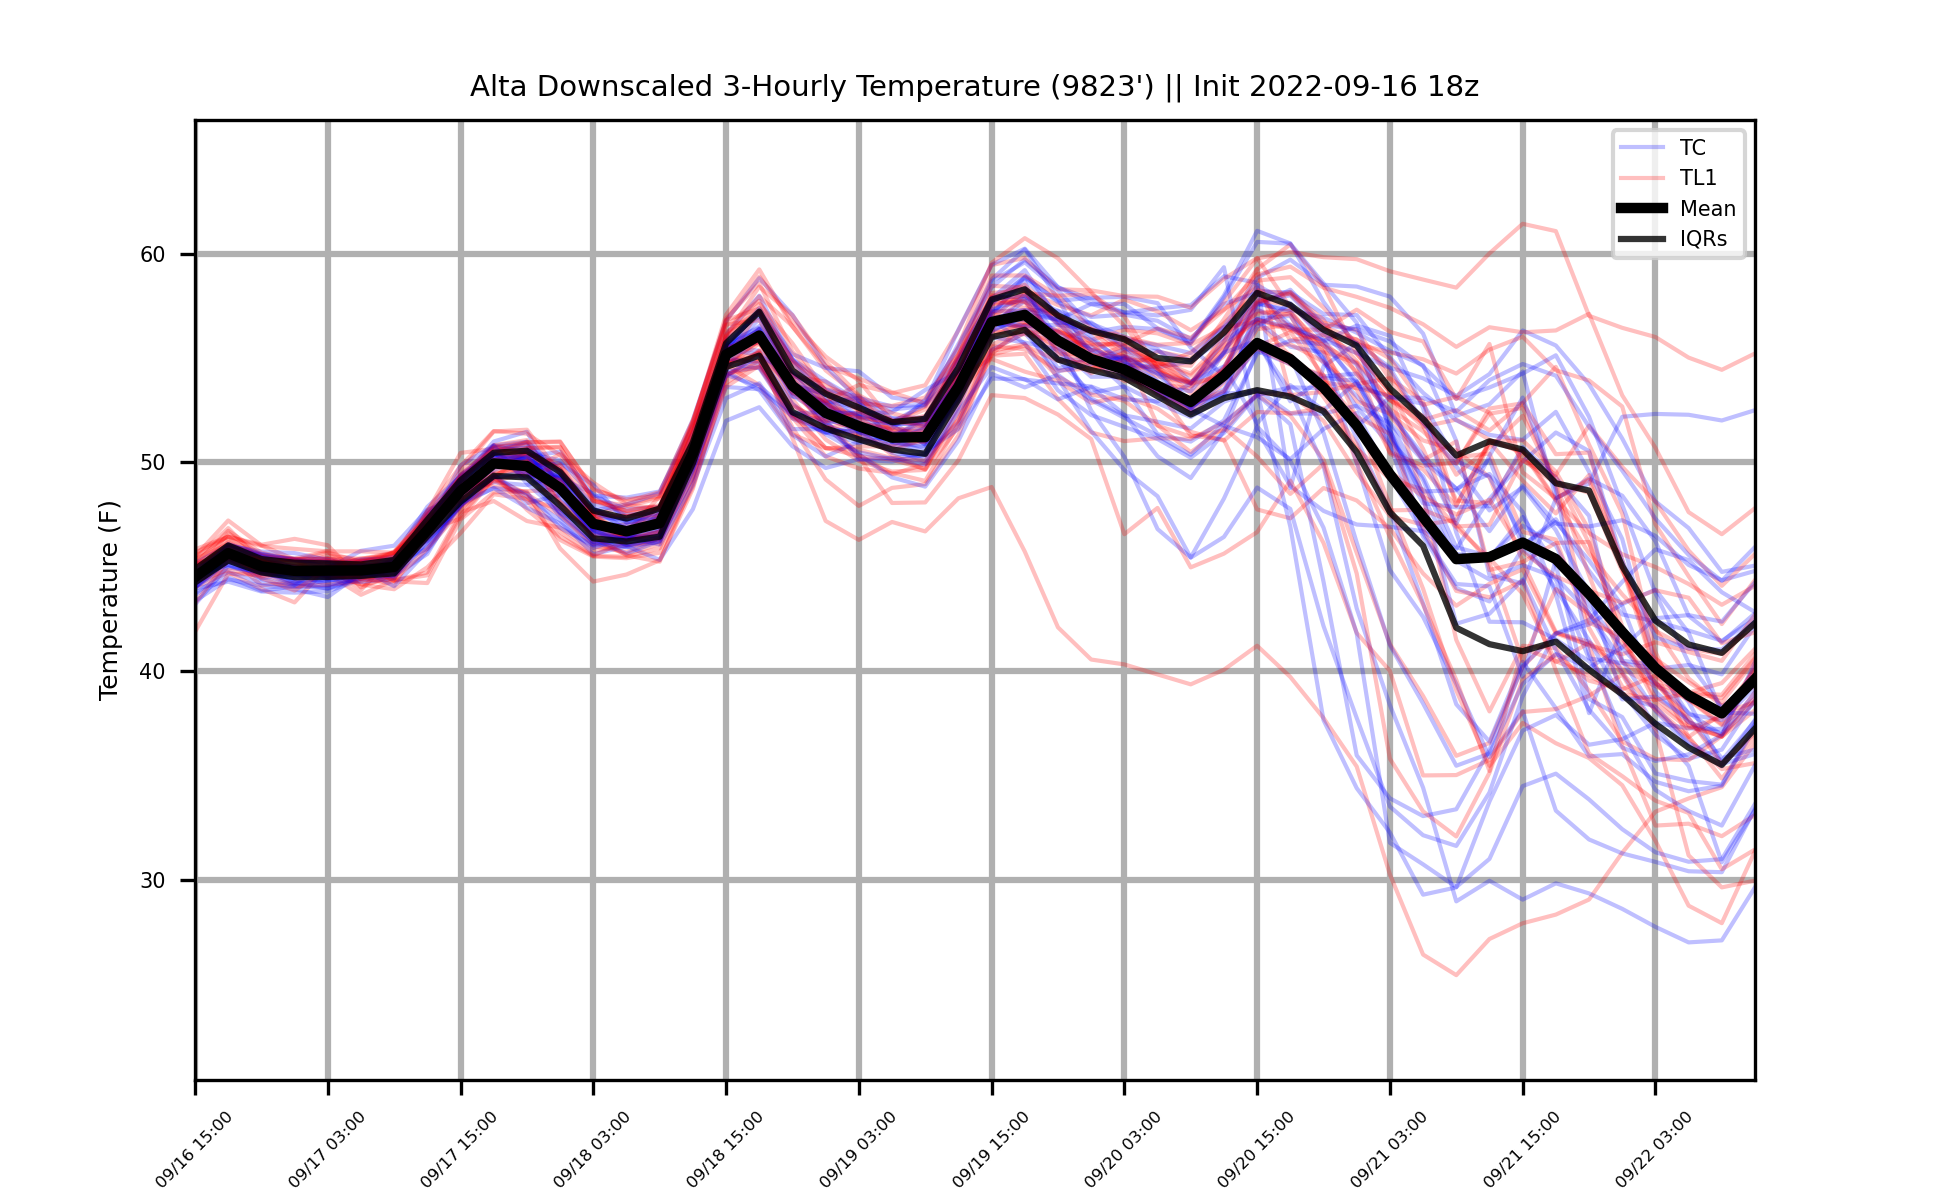 Alta Downscaled 3-Hourly Temperature (9823') || Init 2022-09-16 18z
TC
TL1
Mean
IQRs
Temperature (F)
60
50
40
30
09/16 15:00
09/17 03:00
09/17 15:00
09/18 03:00
09/18 15:00
09/19 03:00
09/19 15:00
09/20 03:00
09/20 15:00
09/21 03:00
09/21 15:00
09/22 03:00